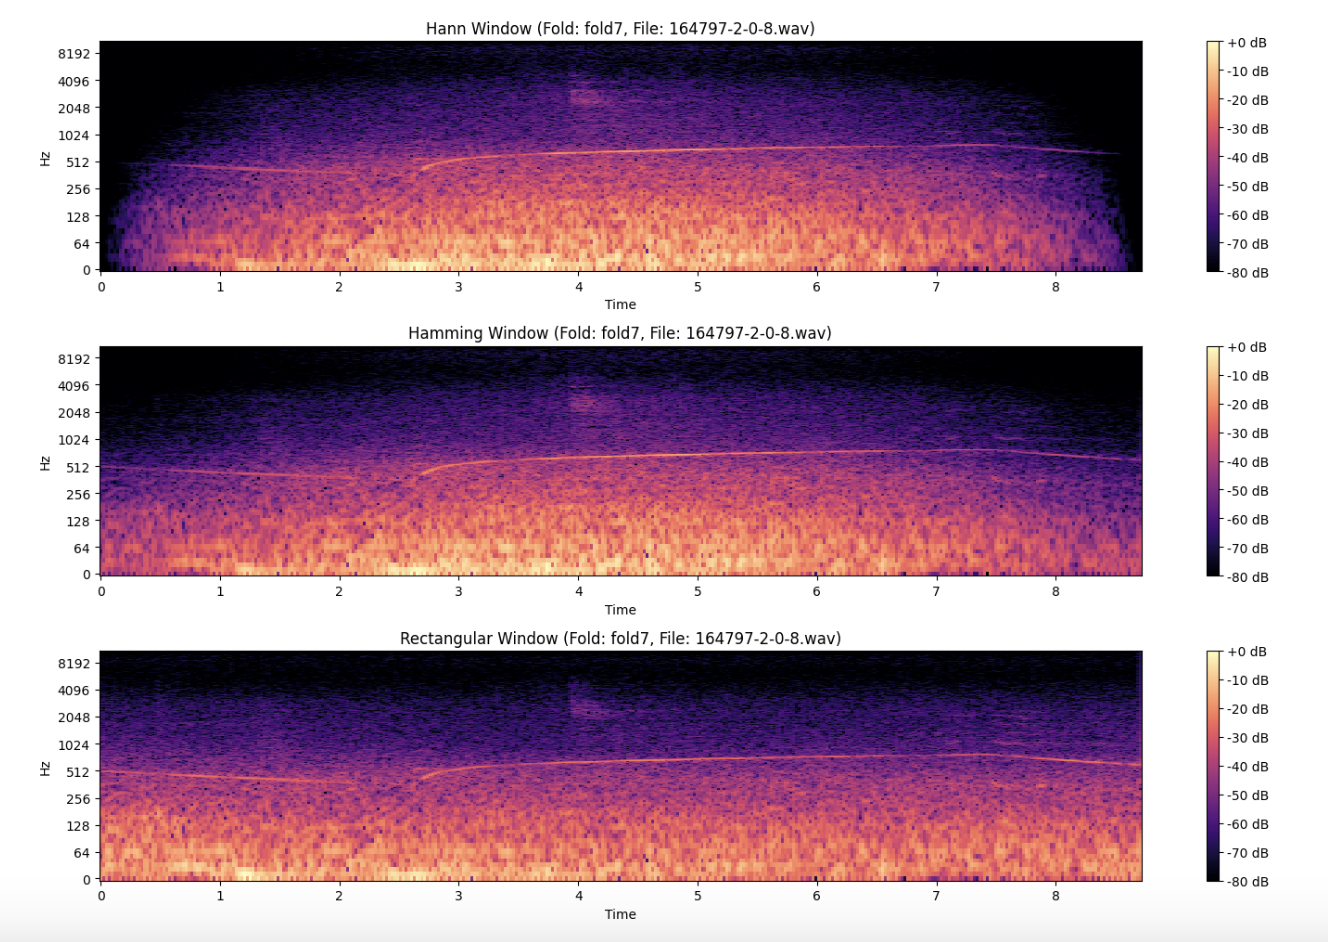 Hann Window (Fold: fold7, File: 164797-2-0-8.wav)
8192
4096
2048
1024
512
256
128
64
0
Hz
0 1 2 3 4 5 6 7 8
Time
+0 dB
-10 dB
-20 dB
-30 dB
-40 dB
-50 dB
-60 dB
-70 dB
-80 dB
Hamming Window (Fold: fold7, File: 164797-2-0-8.wav)
8192
4096
2048
1024
512
256
128
64
0
Hz
0 1 2 3 4 5 6 7 8
Time
+0 dB
-10 dB
-20 dB
-30 dB
-40 dB
-50 dB
-60 dB
-70 dB
-80 dB
Rectangular Window (Fold: fold7, File: 164797-2-0-8.wav)
8192
4096
2048
1024
512
256
128
64
0
Hz
0 1 2 3 4 5 6 7 8
Time
+0 dB
-10 dB
-20 dB
-30 dB
-40 dB
-50 dB
-60 dB
-70 dB
-80 dB